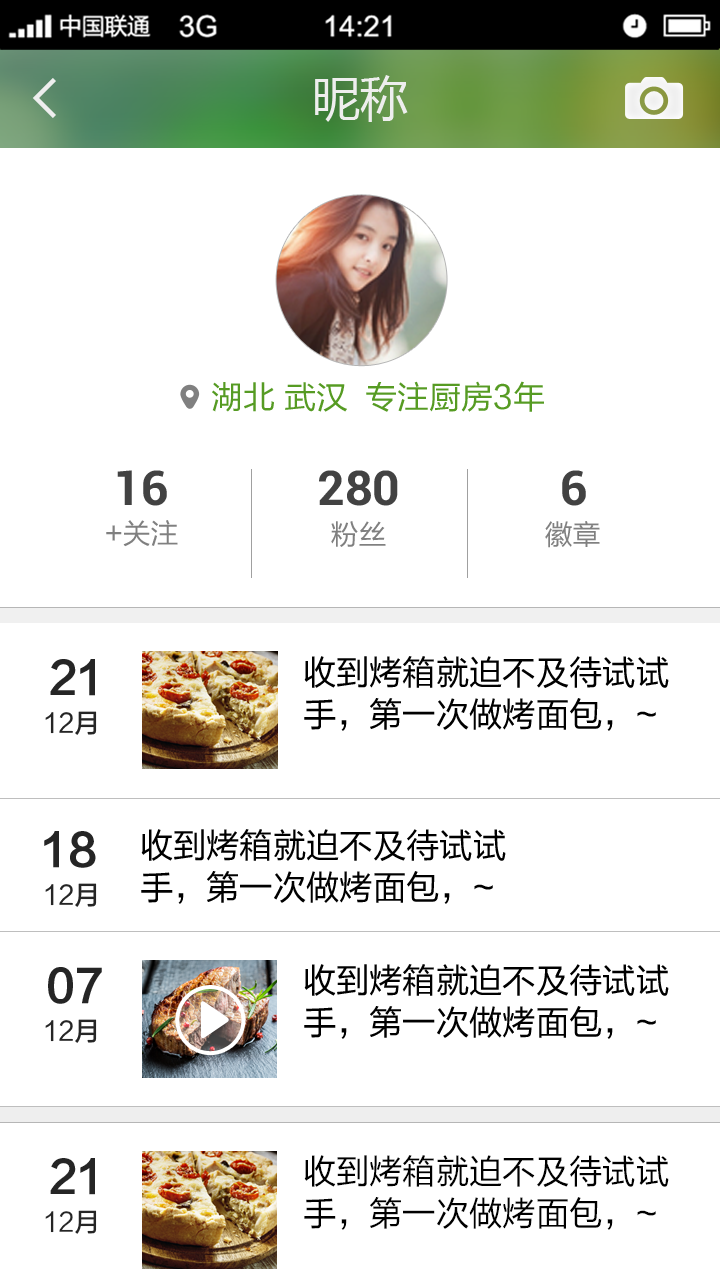 中国联通 3G 14:21
昵称
湖北 武汉 专注厨房3年
16 280 6
+关注 粉丝 徽章
21
12月
收到烤箱就迫不及待试试
手，第一次做烤面包，~
18
12月
收到烤箱就迫不及待试试
手，第一次做烤面包，~
07
12月
收到烤箱就迫不及待试试
手，第一次做烤面包，~
21
12月
收到烤箱就迫不及待试试
手，第一次做烤面包，~